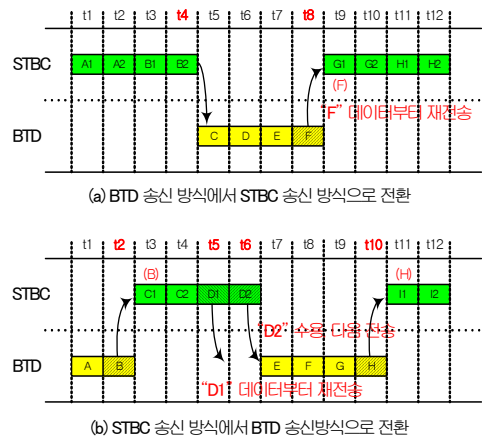 t1 t2 t3 t4 t5 t6 t7 t8 t9 t10 t11 t12
STBC A1 A2 B1 B2 G1 G2 H1 H2
(F)
"F" 데이터부터 재전송
BTD C D E F
(a) BTD 송신 방식에서 STBC 송신 방식으로 전환
t1 t2 t3 t4 t5 t6 t7 t8 t9 t10 t11 t12
(B) (H)
STBC C1 C2 D1 D2 I1 I2
"D2" 수용 다음 전송
BTD A B E F G H
"D1" 데이터부터 재전송
(b) STBC 송신 방식에서 BTD 송신방식으로 전환